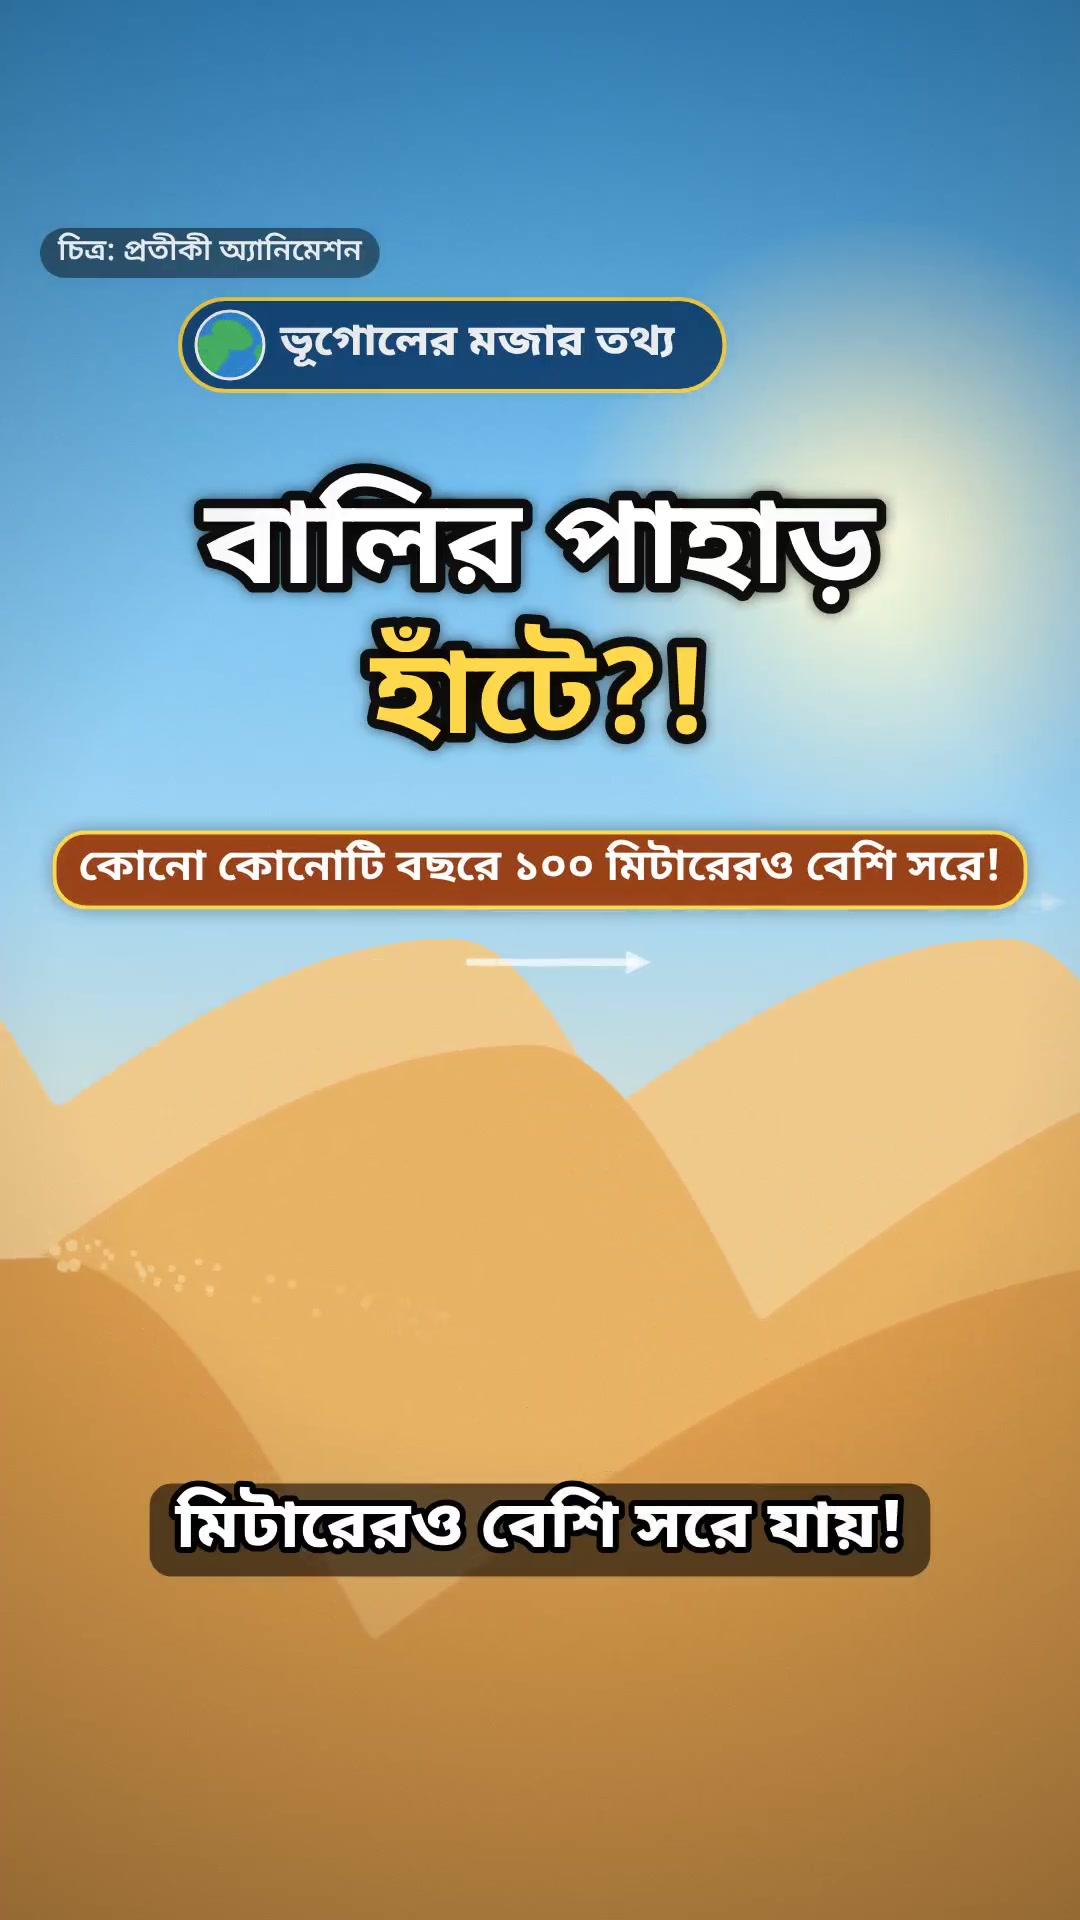 চিত্র: প্রতীকী অ্যানিমেশন
ভূগোলের মজার তথ্য
বালির পাহাড়
হাঁটে?!
কোনো কোনোটি বছরে ১০০ মিটারেরও বেশি সরে!
মিটারেরও বেশি সরে যায়!